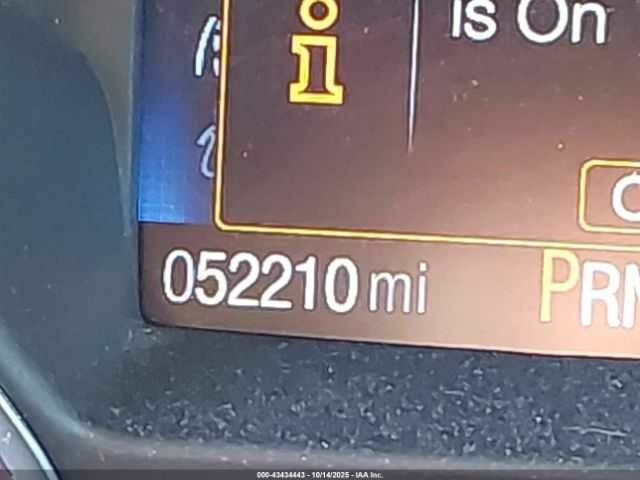 is On
052210 mi
PRN
000-43434443 - 10/14/2025 - IAA Inc.